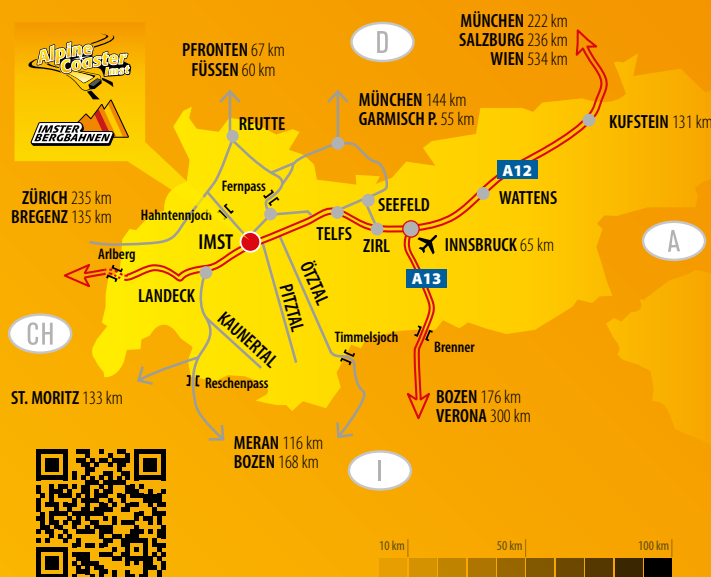 Alpine
Coaster
Imst
IMSTER
BERGBAHNEN
PFRONTEN 67 km
FÜSSEN 60 km
D
MÜNCHEN 222 km
SALZBURG 236 km
WIEN 534 km
MÜNCHEN 144 km
GARMISCH P. 55 km
REUTTE
KUFSTEIN 131 km
A12
Fernpass
WATTENS
ZÜRICH 235 km
BREGENZ 135 km
Hahntennjoch
SEEFELD
IMST
TELFS
ZIRL
INNSBRUCK 65 km
A
Arlberg
A13
LANDECK
ÖTZTAL
PITZTAL
KAUNERTAL
CH
Timmelsjoch
Brenner
Reschenpass
ST. MORITZ 133 km
BOZEN 176 km
VERONA 300 km
MERAN 116 km
BOZEN 168 km
I
10 km 50 km 100 km